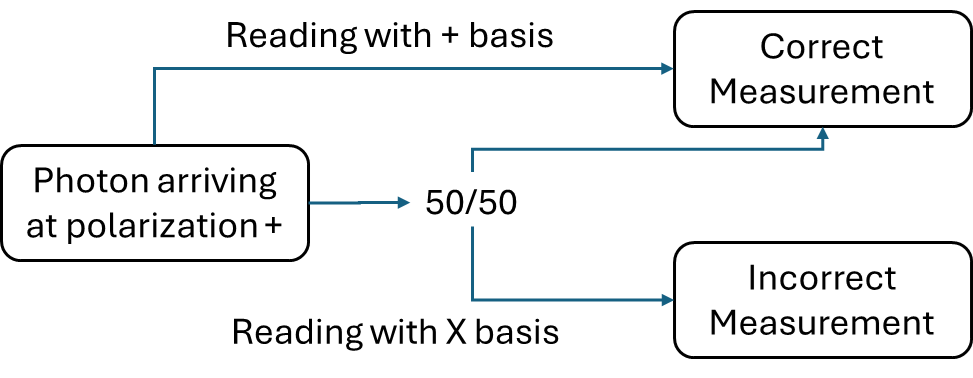 Reading with + basis
Correct
Measurement
Photon arriving
at polarization +
50/50
Incorrect
Measurement
Reading with X basis